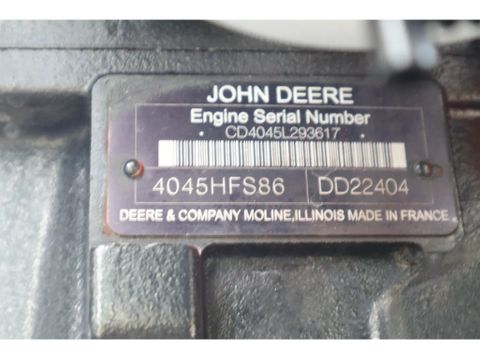 JOHN DEERE
Engine Serial Number
CD4045L293617
4045HFS86 DD22404
DEERE & COMPANY MOLINE,ILLINOIS MADE IN FRANCE